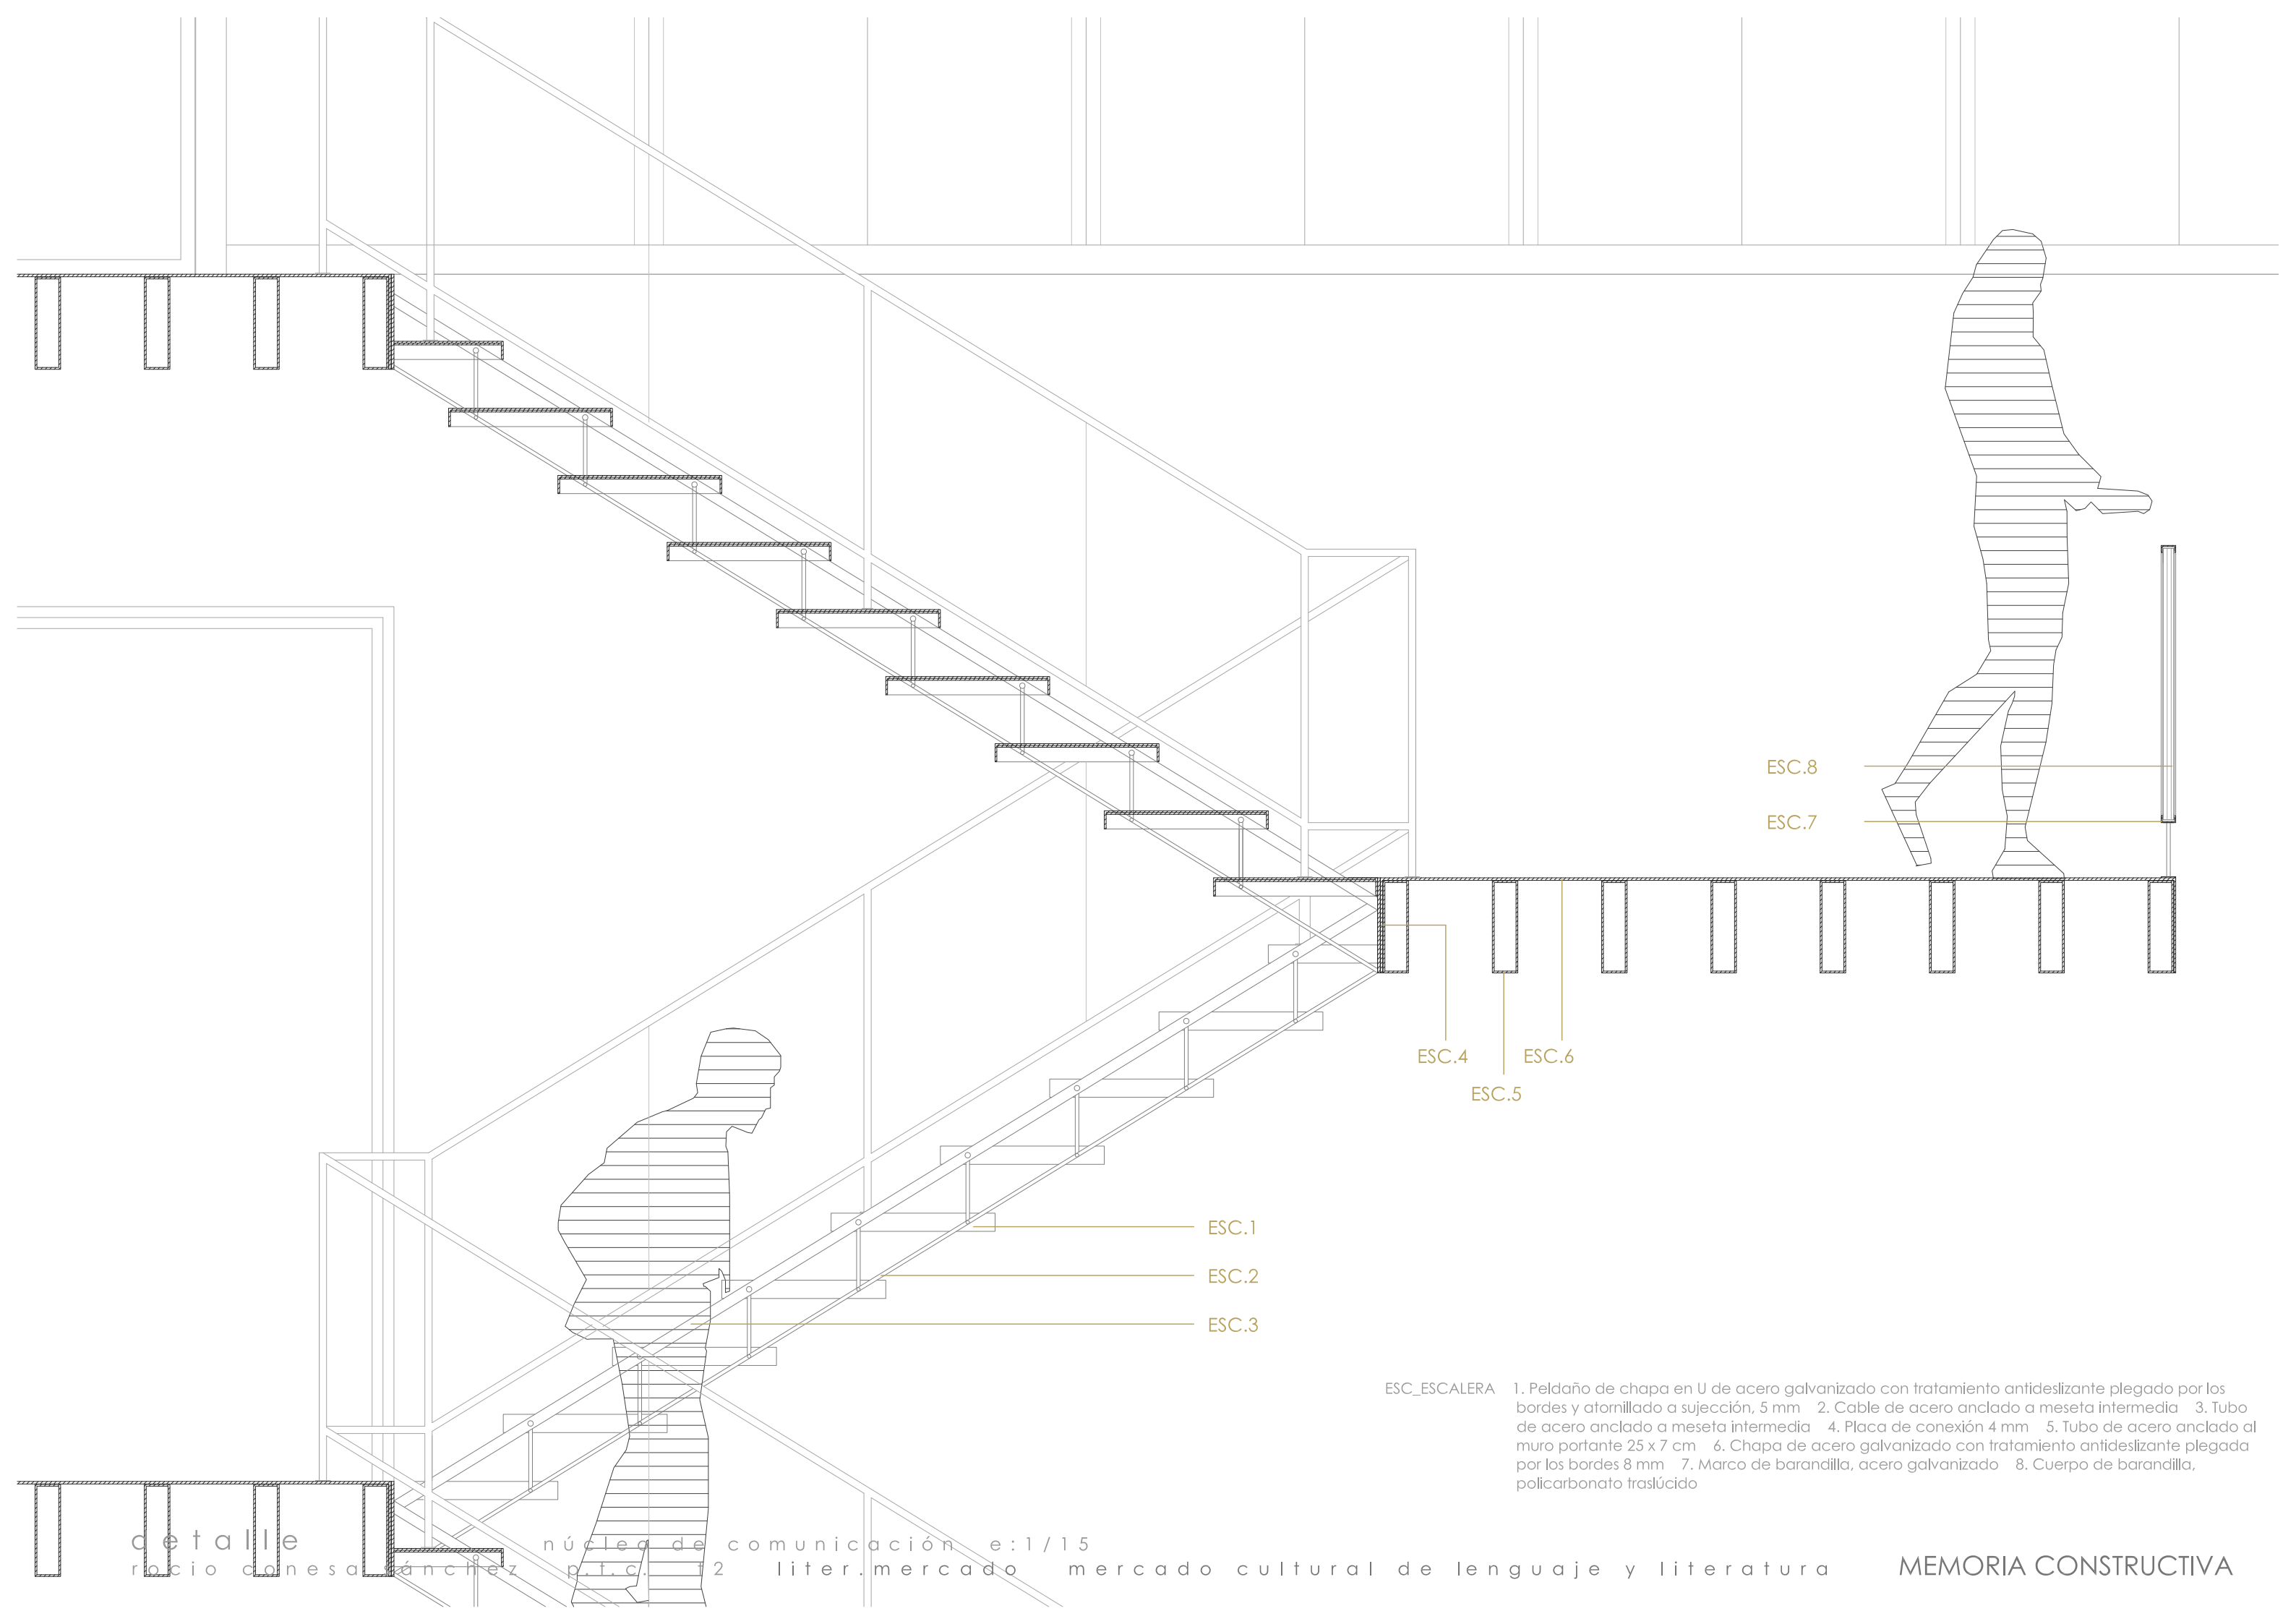 ESC.8
ESC.7
ESC.4
ESC.6
ESC.5
ESC.1
ESC.2
ESC.3
ESC_ESCALERA 1. Peldaño de chapa en U de acero galvanizado con tratamiento antideslizante plegado por los
bordes y atornillado a sujección, 5 mm 2. Cable de acero anclado a meseta intermedia 3. Tubo
de acero anclado a meseta intermedia 4. Placa de conexión 4 mm 5. Tubo de acero anclado al
muro portante 25 x 7 cm 6. Chapa de acero galvanizado con tratamiento antideslizante plegada
por los bordes 8 mm 7. Marco de barandilla, acero galvanizado 8. Cuerpo de barandilla,
policarbonato traslúcido
detalle núcleo de comunicación e:1/15
rocio conesa sánchez p.t.c. t2 liter.mercado mercado cultural de lenguaje y literatura MEMORIA CONSTRUCTIVA